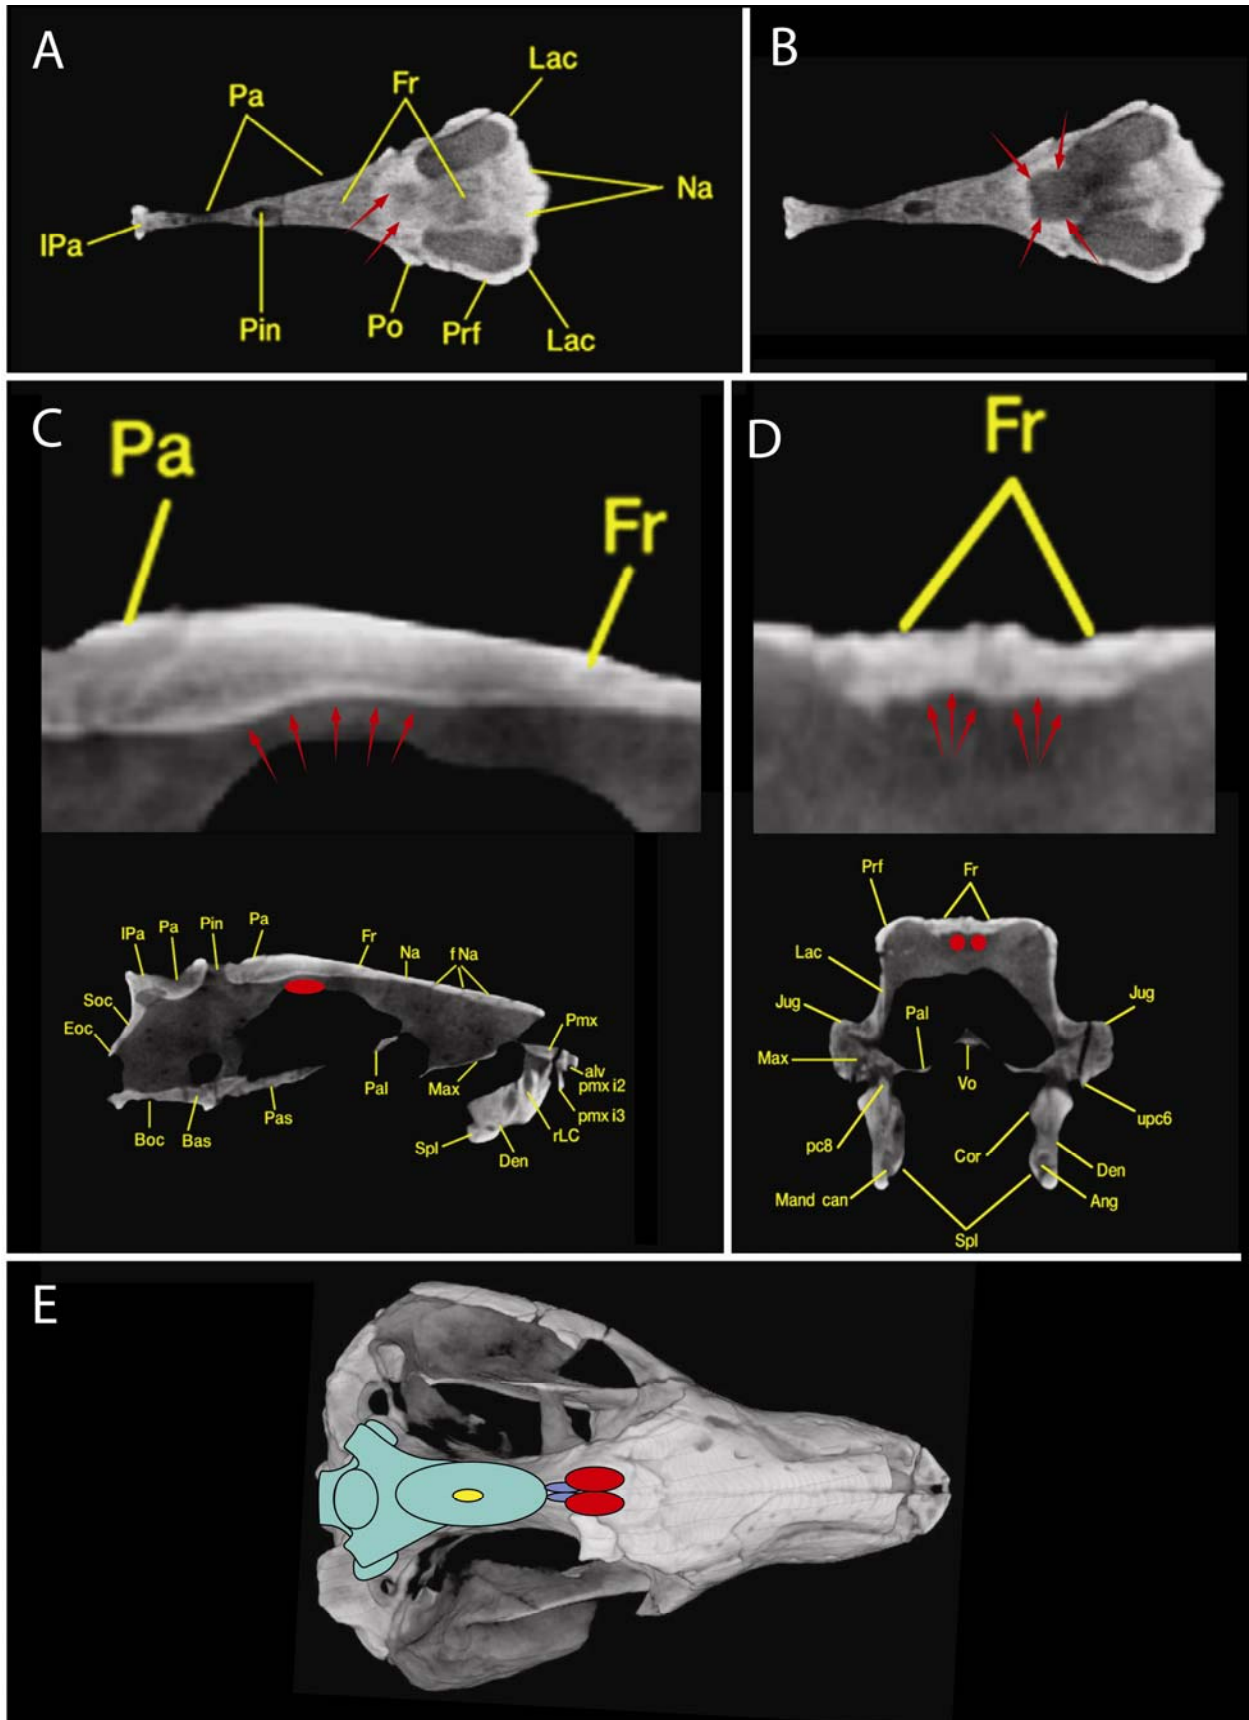 A
Lac
Fr
Pa
Na
IPa
Pin
Po
Prf
Lac
B
C
Pa
Fr
IPa
Pa
Pin
Pa
Fr
Na
f Na
Soc
Eoc
Pmx
alv
pmx i2
pmx i3
Pal
Max
rLC
Boc
Bas
Pas
Spl
Den
D
Fr
Prf
Fr
Lac
Jug
Pal
Jug
Max
Vo
upc6
pc8
Cor
Den
Mand can
Ang
Spl
E